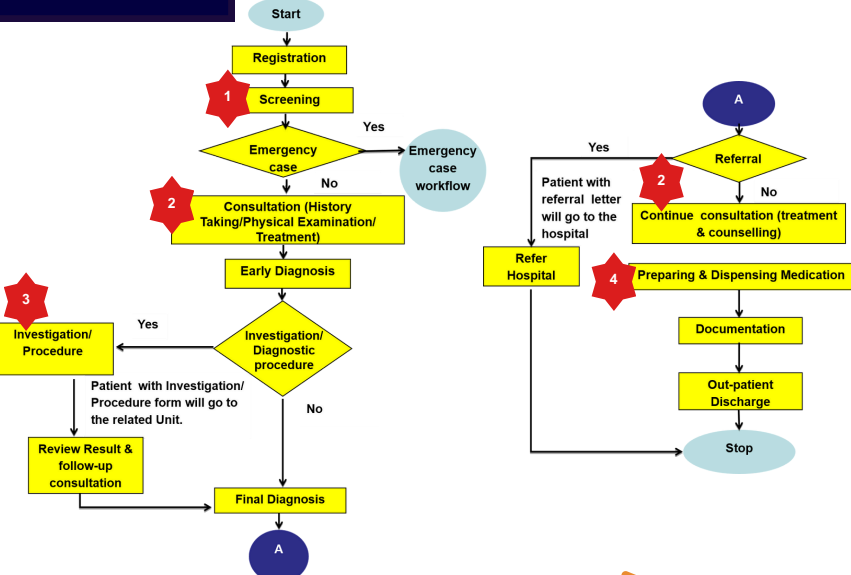 Start
Registration
1
Screening
Yes
Emergency
case
Emergency
case
workflow
No
2
Consultation (History
Taking/Physical Examination/
Treatment)
Early Diagnosis
3
Yes
Investigation/
Procedure
Investigation/
Diagnostic
procedure
Patient with Investigation/
Procedure form will go to
the related Unit.
No
Review Result &
follow-up
consultation
Final Diagnosis
A
A
Yes
Referral
2
No
Patient with
referral letter
will go to the
hospital
Continue consultation (treatment
& counselling)
Refer
Hospital
4
Preparing & Dispensing Medication
Documentation
Out-patient
Discharge
Stop